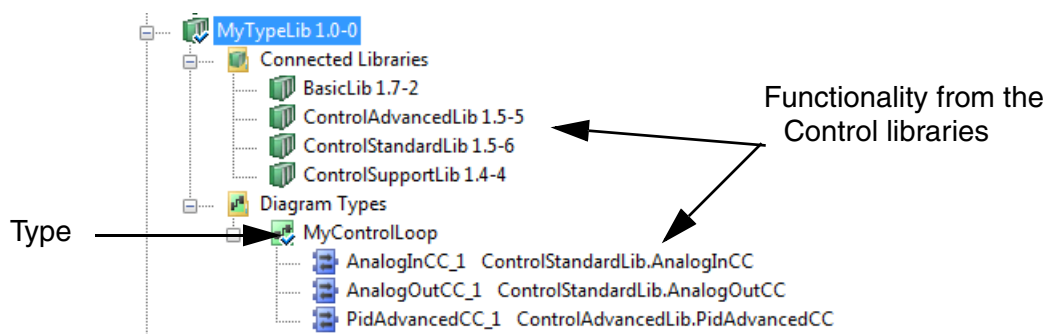 MyTypeLib 1.0-0
Connected Libraries
BasicLib 1.7-2
ControlAdvancedLib 1.5-5
ControlStandardLib 1.5-6
ControlSupportLib 1.4-4
Functionality from the
Control libraries
Diagram Types
Type
MyControlLoop
AnalogInCC_1 ControlStandardLib.AnalogInCC
AnalogOutCC_1 ControlStandardLib.AnalogOutCC
PidAdvancedCC_1 ControlAdvancedLib.PidAdvancedCC